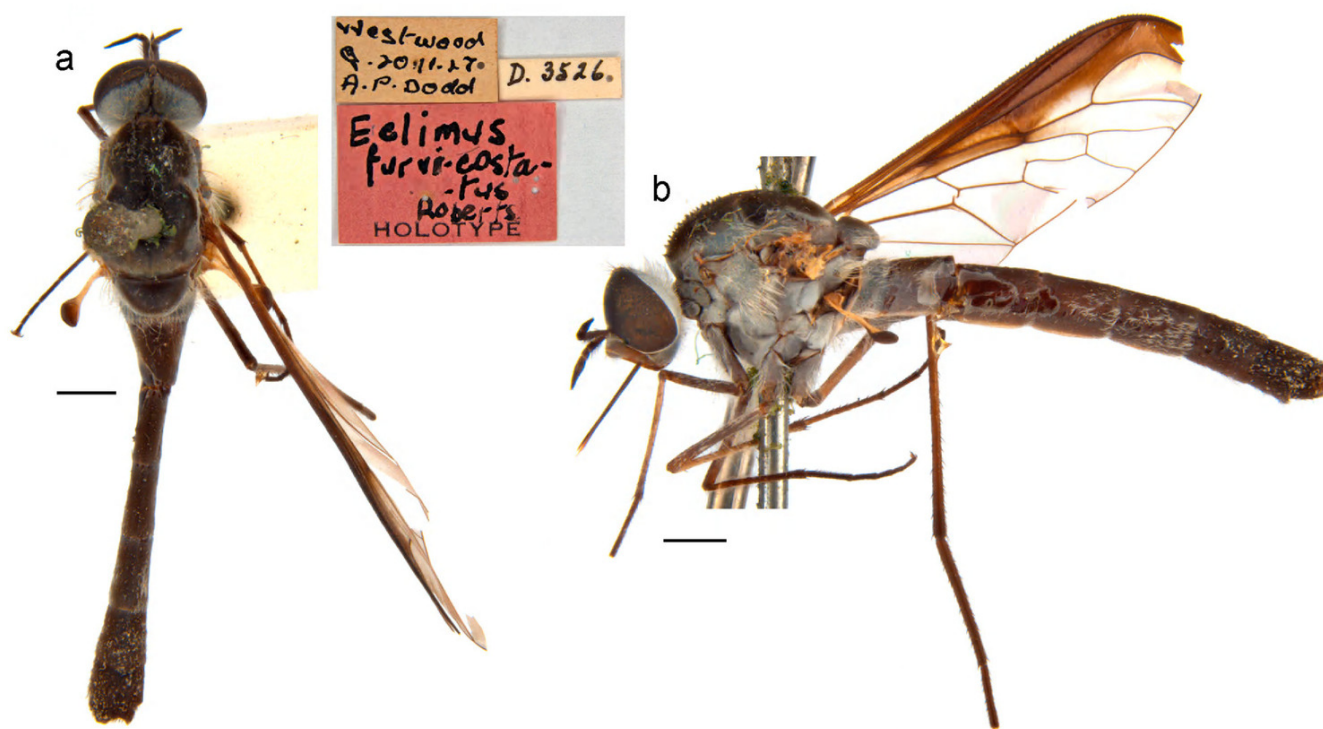 a
Westwood
Q. 20.11.27.
A.P. Dodd
D. 3526.
Eclimus
furvi-costa-
-tus
Roberts
HOLOTYPE
b